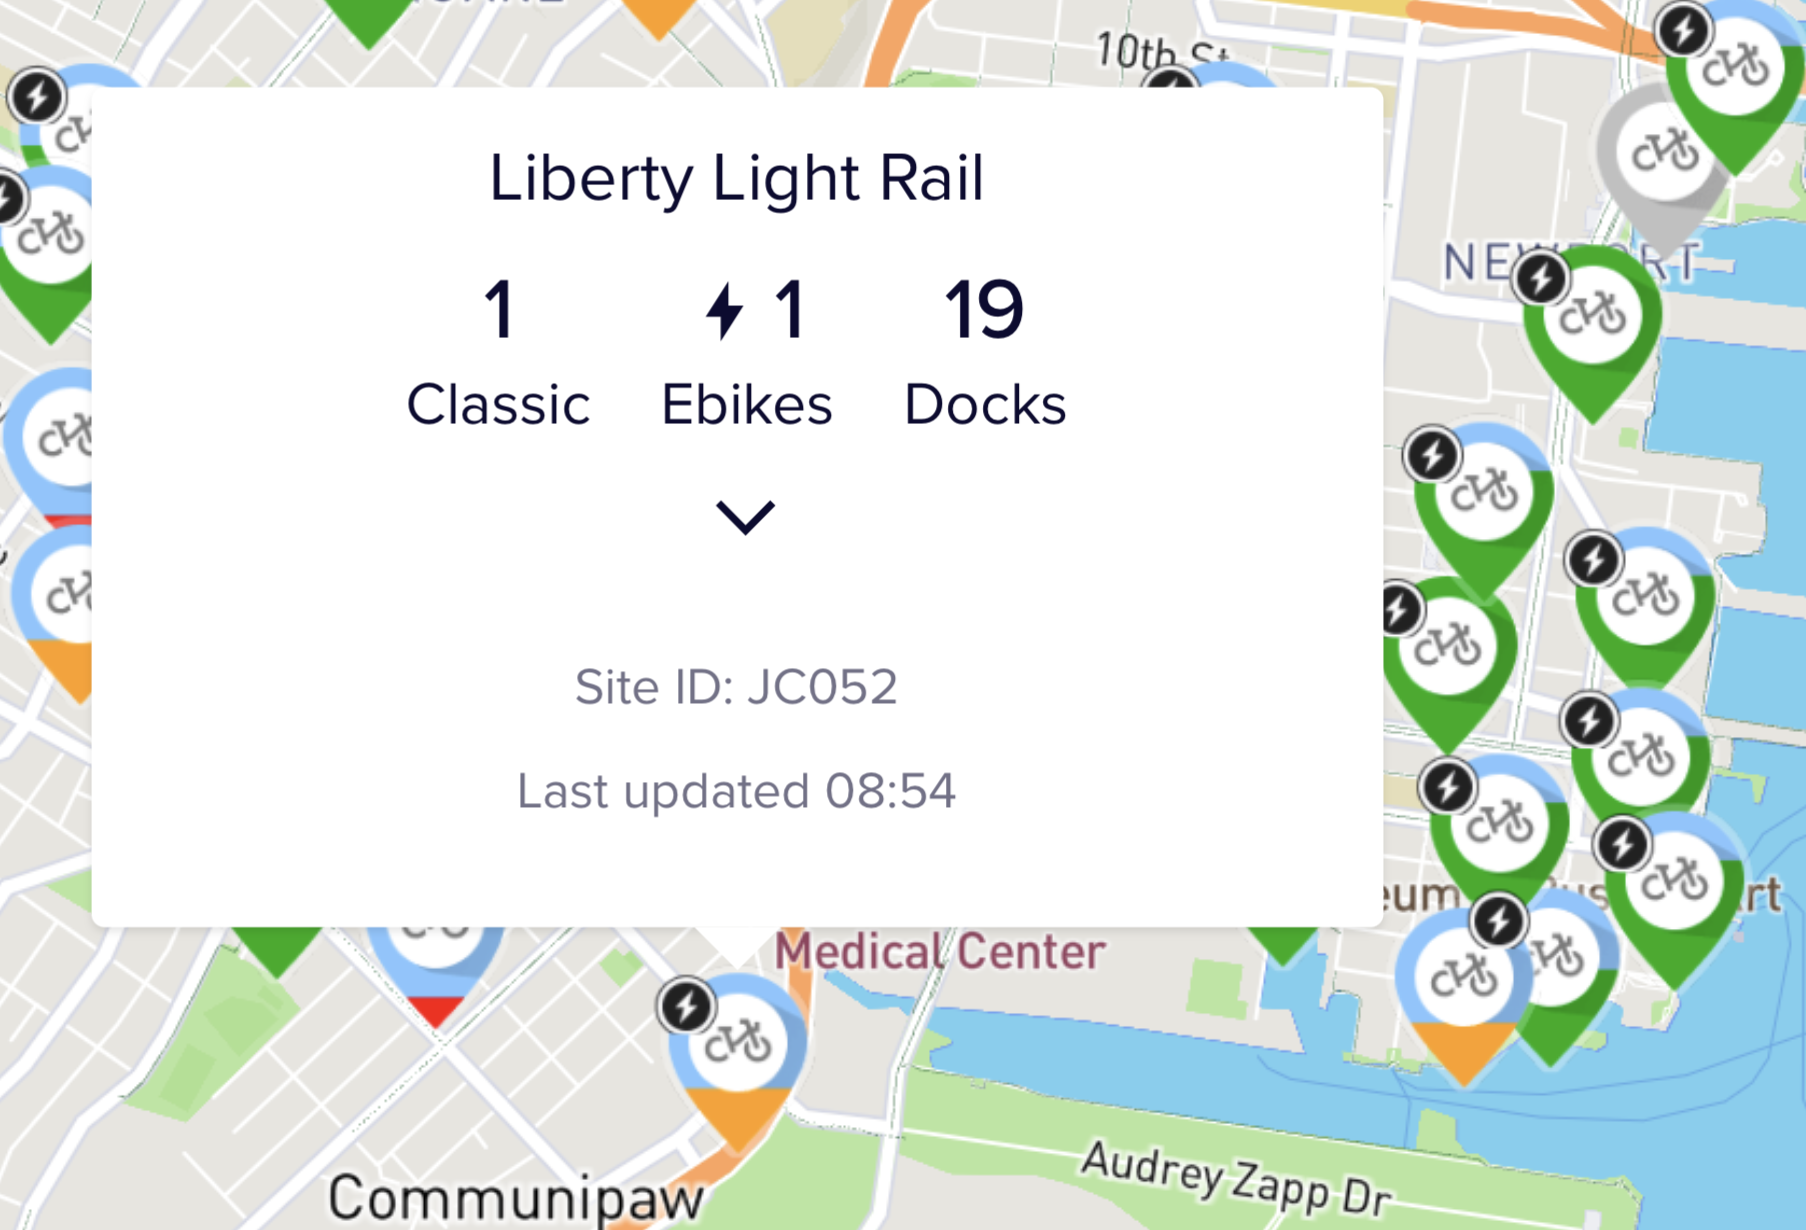 10th St
Liberty Light Rail
1 1 19
Classic Ebikes Docks
Site ID: JC052
Last updated 08:54
Medical Center
Audrey Zapp Dr
Communipaw